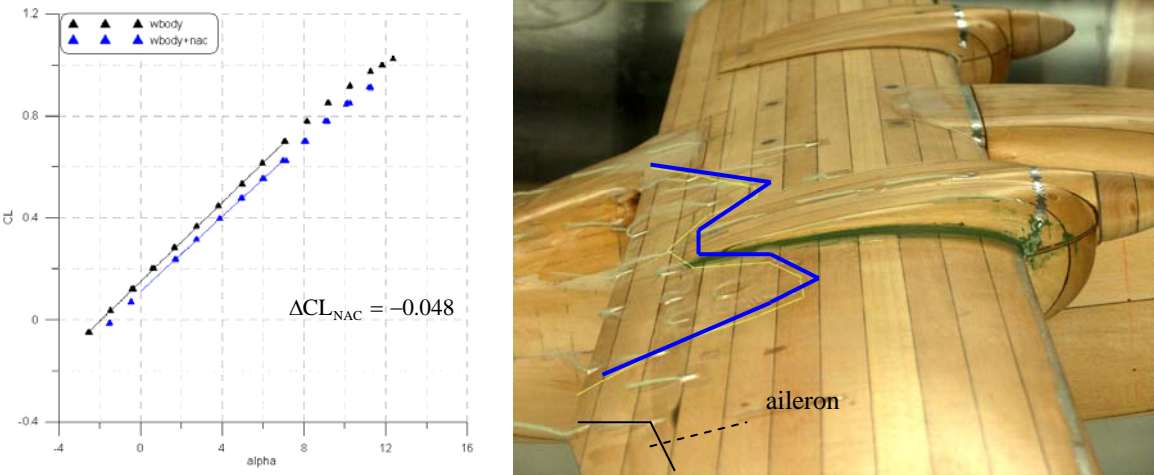 1.2
wbody
wbody+nac
0.8
0.4
0
-0.4
CL
ΔCL_NAC = −0.048
-4
0
4
8
12
16
alpha
aileron